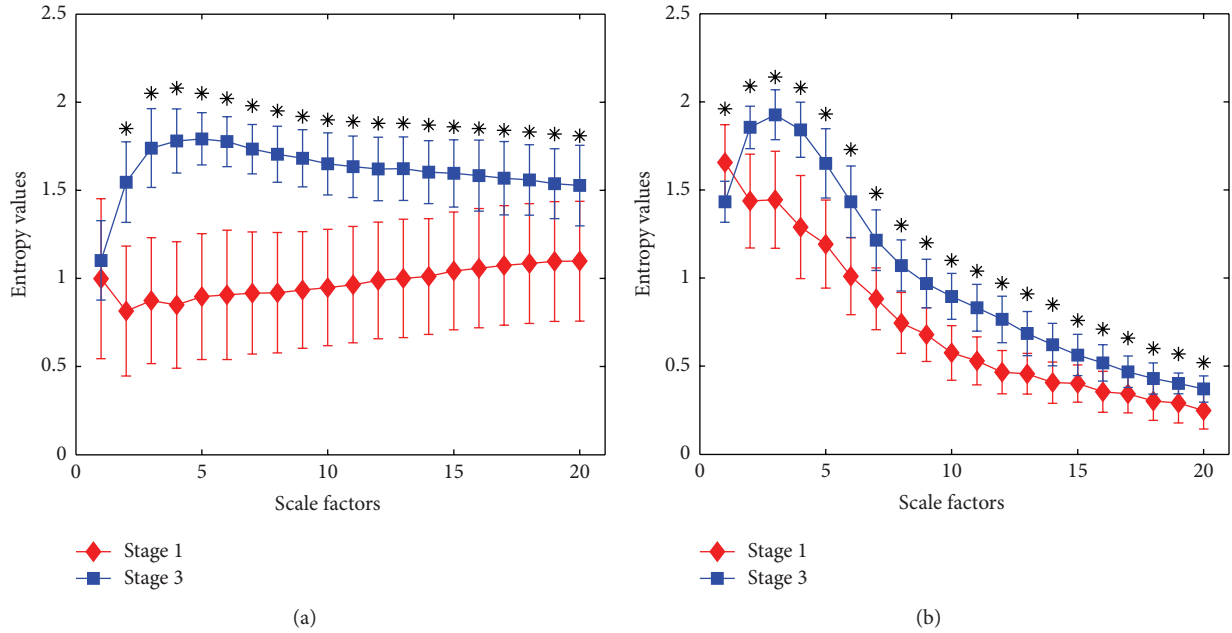 2.5
2
1.5
1
0.5
0
Entropy values
0 5 10 15 20
Scale factors
Stage 1
Stage 3
(a)
2.5
2
1.5
1
0.5
0
Entropy values
0 5 10 15 20
Scale factors
Stage 1
Stage 3
(b)